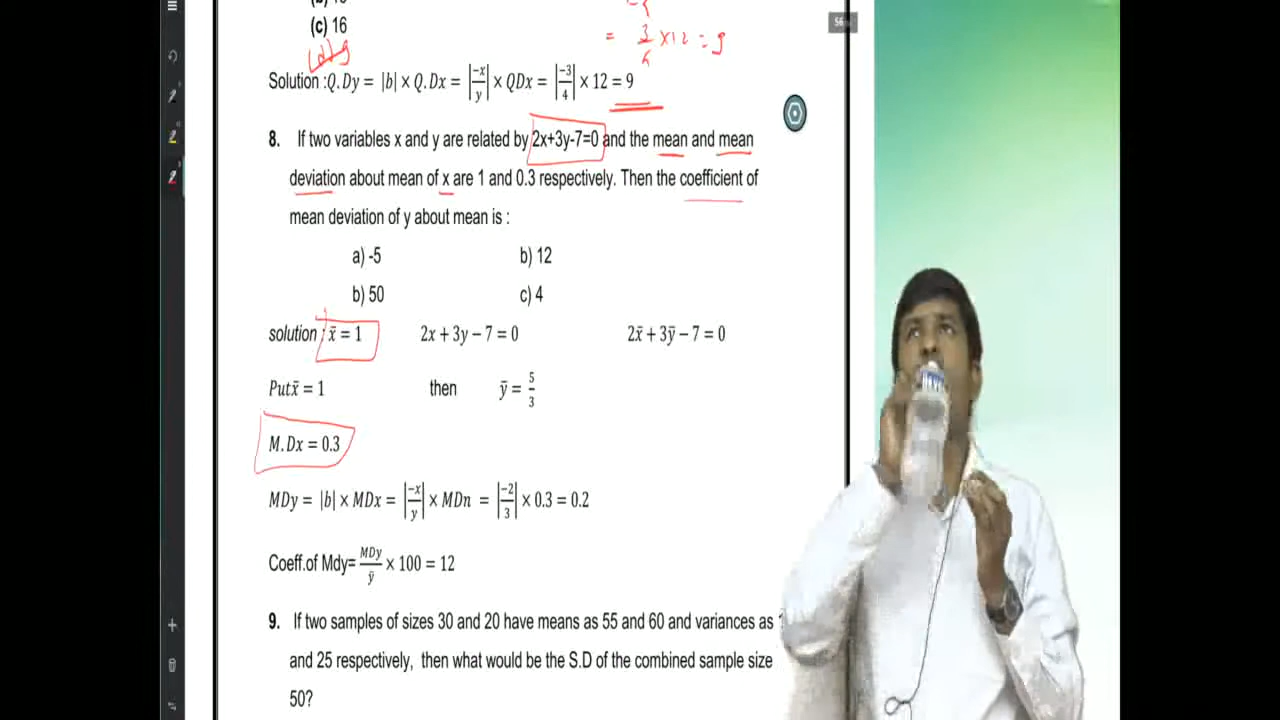 (c) 16
= 3/4 ×12 = 9
(d) 9
Solution :Q.Dy = |b| × Q.Dx = |−x/y| × QDx = |−3/4| × 12 = 9
8. If two variables x and y are related by 2x+3y-7=0 and the mean and mean
deviation about mean of x are 1 and 0.3 respectively. Then the coefficient of
mean deviation of y about mean is :
a) -5 b) 12
b) 50 c) 4
solution : x̄ = 1 2x + 3y − 7 = 0 2x̄ + 3ȳ − 7 = 0
Putx̄ = 1 then ȳ = 5/3
M.Dx = 0.3
MDy = |b| × MDx = |−x/y| × MDn = |−2/3| × 0.3 = 0.2
Coeff.of Mdy= MDy/ȳ × 100 = 12
9. If two samples of sizes 30 and 20 have means as 55 and 60 and variances as
and 25 respectively, then what would be the S.D of the combined sample size
50?